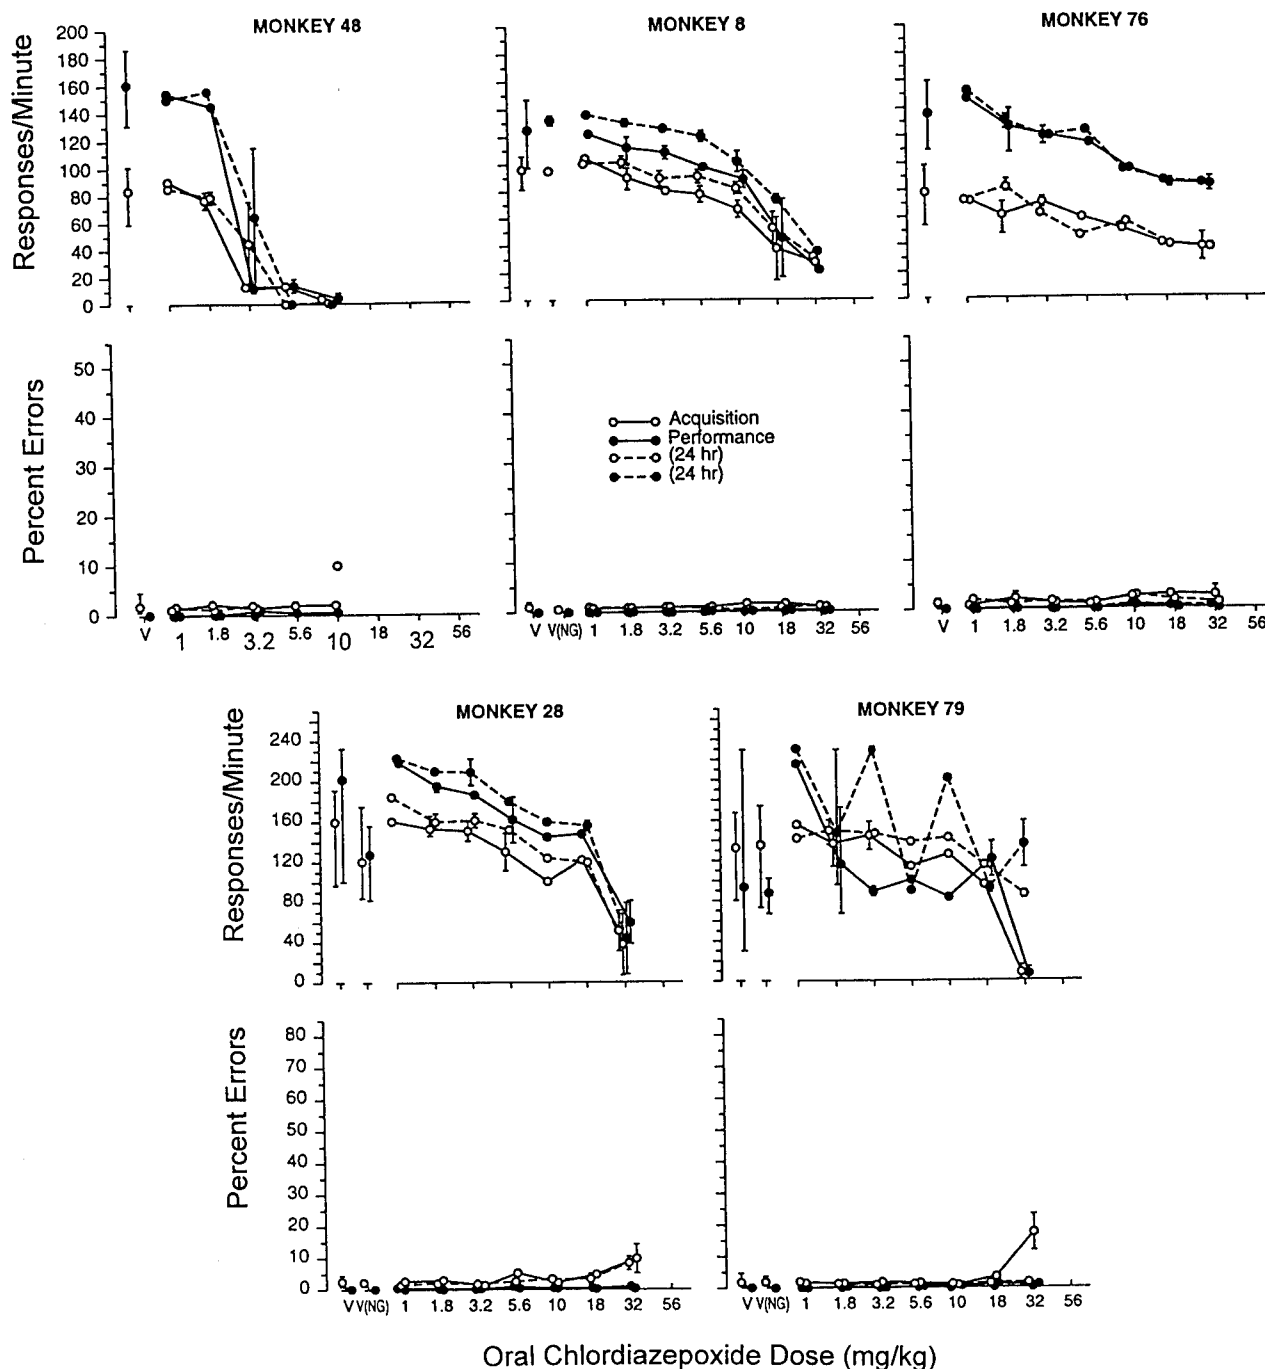 MONKEY 48
MONKEY 8
MONKEY 76
Responses/Minute
200
180
160
140
120
100
80
60
40
20
0
Percent Errors
50
40
30
20
10
0
Acquisition
Performance
(24 hr)
(24 hr)
V 1 1.8 3.2 5.6 10 18 32 56
V V(NG) 1 1.8 3.2 5.6 10 18 32 56
V 1 1.8 3.2 5.6 10 18 32 56
MONKEY 28
MONKEY 79
Responses/Minute
240
200
160
120
80
40
0
Percent Errors
80
70
60
50
40
30
20
10
0
V V(NG) 1 1.8 3.2 5.6 10 18 32 56
V V(NG) 1 1.8 3.2 5.6 10 18 32 56
Oral Chlordiazepoxide Dose (mg/kg)